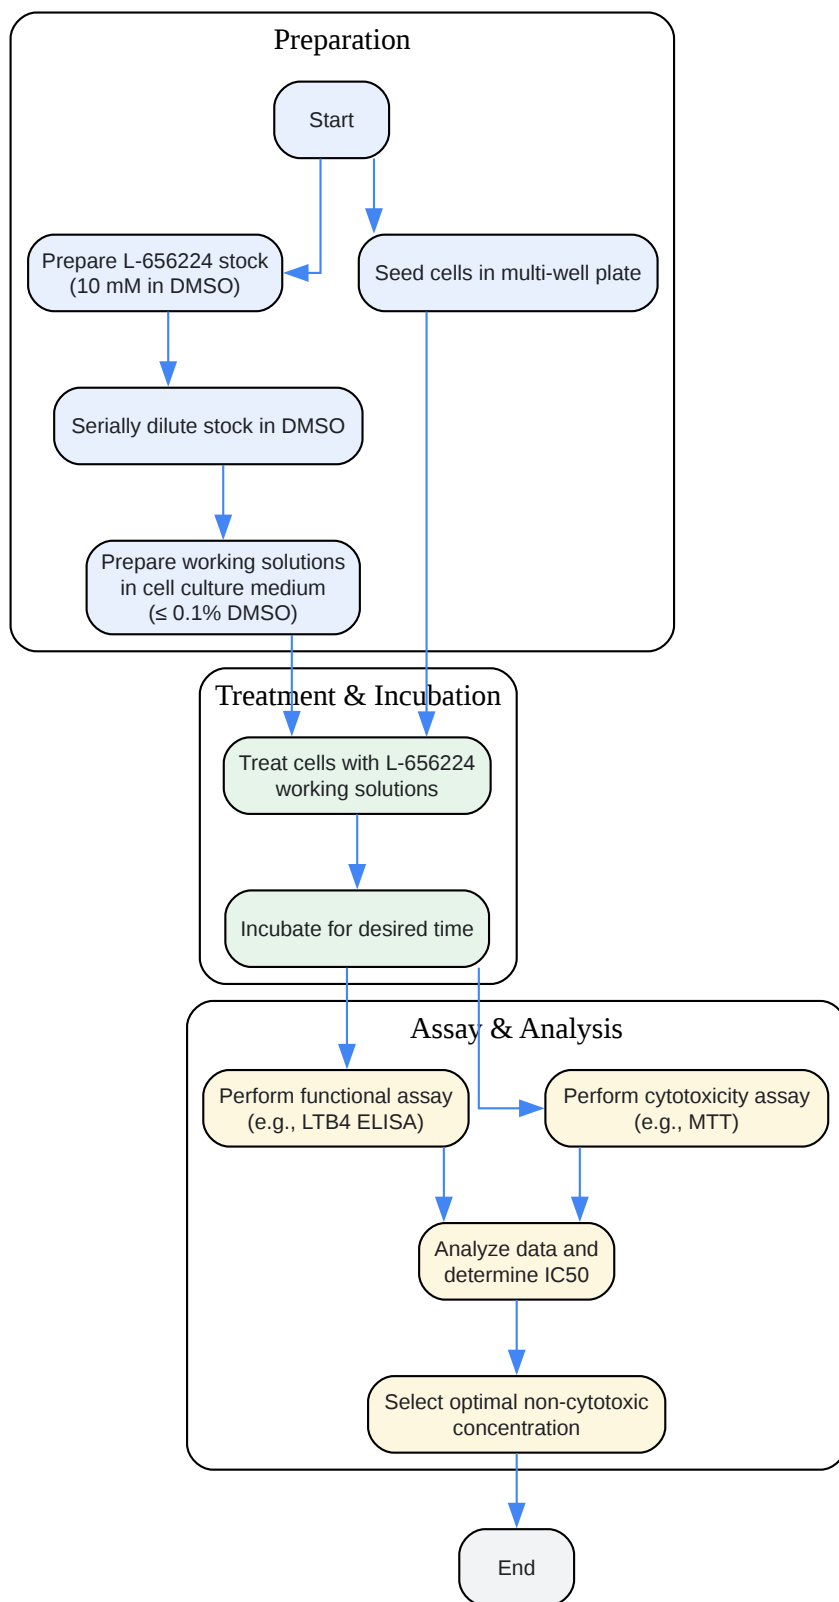 Preparation
Start
Prepare L-656224 stock
(10 mM in DMSO)
Seed cells in multi-well plate
Serially dilute stock in DMSO
Prepare working solutions
in cell culture medium
(≤ 0.1% DMSO)
Treatment & Incubation
Treat cells with L-656224
working solutions
Incubate for desired time
Assay & Analysis
Perform functional assay
(e.g., LTB4 ELISA)
Perform cytotoxicity assay
(e.g., MTT)
Analyze data and
determine IC50
Select optimal non-cytotoxic
concentration
End